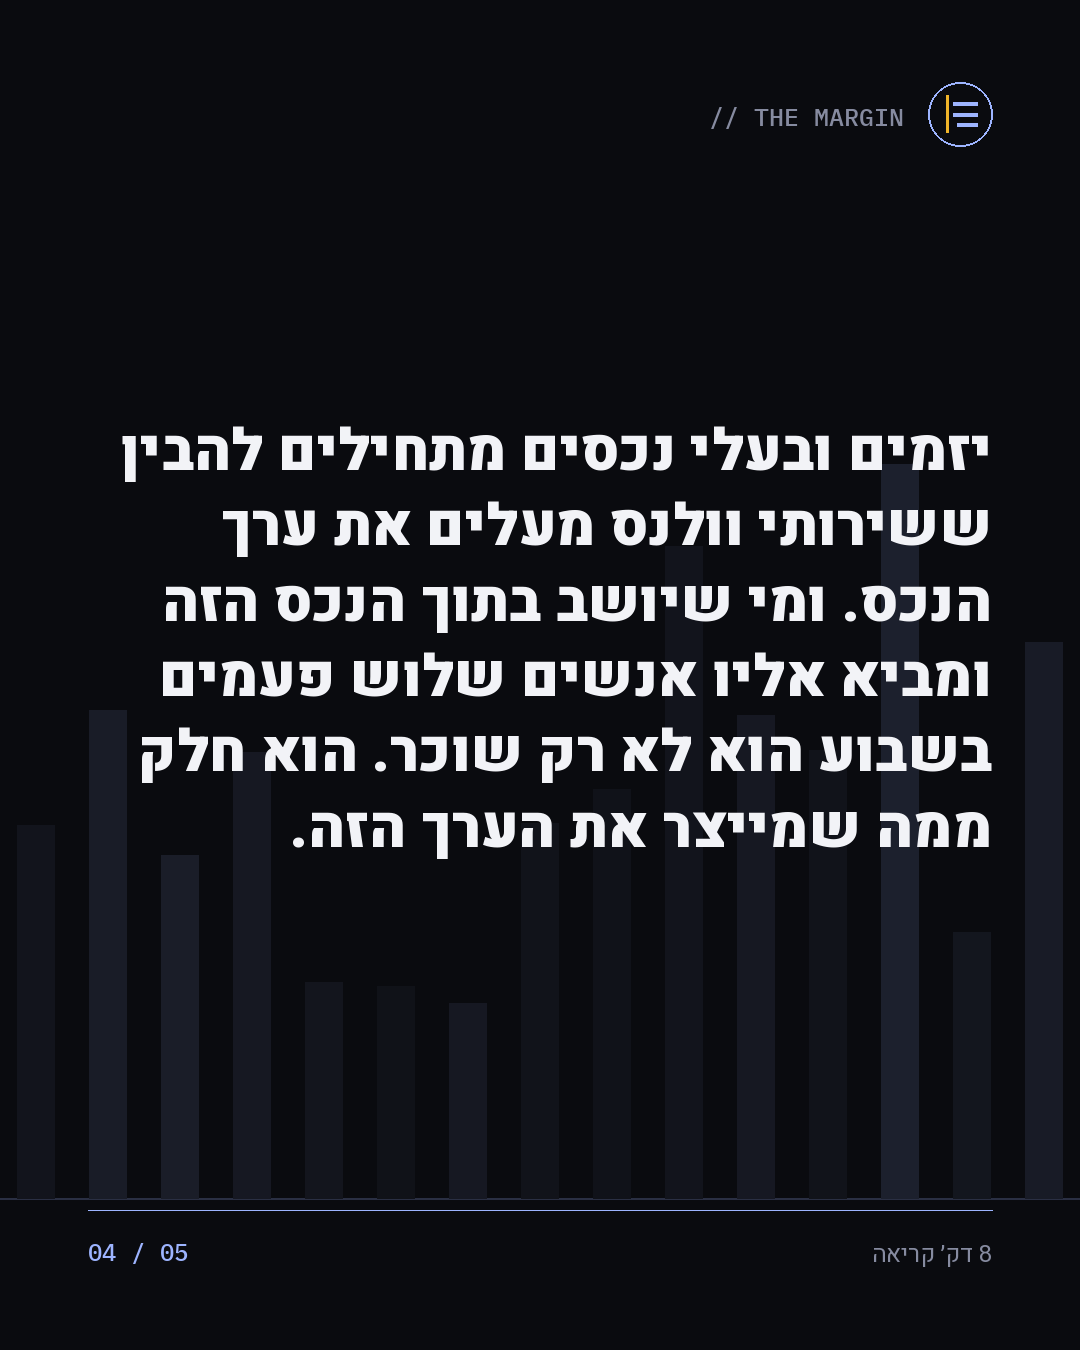 // THE MARGIN
יזמים ובעלי נכסים מתחילים להבין
ששירותי וולנס מעלים את ערך
הנכס. ומי שיושב בתוך הנכס הזה
ומביא אליו אנשים שלוש פעמים
בשבוע הוא לא רק שוכר. הוא חלק
ממה שמייצר את הערך הזה.
8 דק׳ קריאה
04 / 05